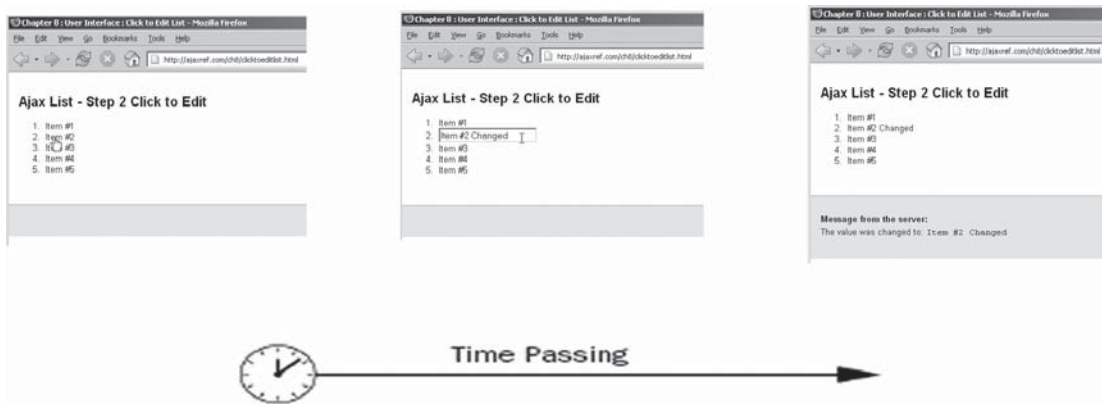 Chapter 8 : User Interface : Click to Edit List - Mozilla Firefox
File Edit View Go Bookmarks Tools Help
http://ajaxref.com/ch8/clicktoeditlist.html
Ajax List - Step 2 Click to Edit
1. Item #1
2. Item #2
3. Item #3
4. Item #4
5. Item #5
Chapter 8 : User Interface : Click to Edit List - Mozilla Firefox
File Edit View Go Bookmarks Tools Help
http://ajaxref.com/ch8/clicktoeditlist.html
Ajax List - Step 2 Click to Edit
1. Item #1
2. Item #2 Changed
3. Item #3
4. Item #4
5. Item #5
Chapter 8 : User Interface : Click to Edit List - Mozilla Firefox
File Edit View Go Bookmarks Tools Help
http://ajaxref.com/ch8/clicktoeditlist.html
Ajax List - Step 2 Click to Edit
1. Item #1
2. Item #2 Changed
3. Item #3
4. Item #4
5. Item #5
Message from the server:
The value was changed to: Item #2 Changed
Time Passing